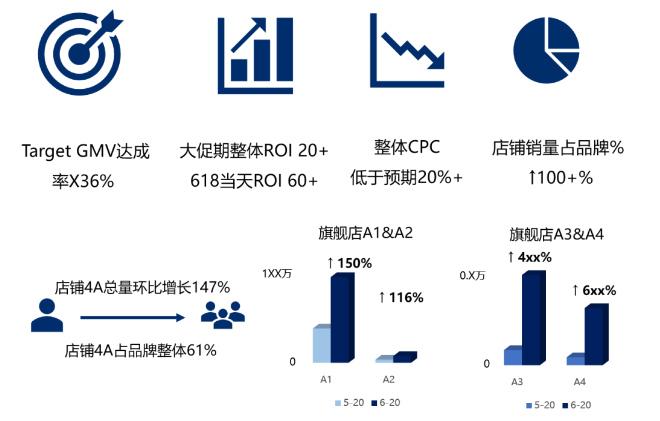 Target GMV达成
率X36%
大促期整体ROI 20+
618当天ROI 60+
整体CPC
低于预期20%+
店铺销量占品牌%
↑100+%
店铺4A总量环比增长147%
店铺4A占品牌整体61%
旗舰店A1&A2
1XX万
↑150%
↑116%
0
A1
A2
5-20
6-20
旗舰店A3&A4
0.X万
↑4xx%
↑6xx%
0
A3
A4
5-20
6-20